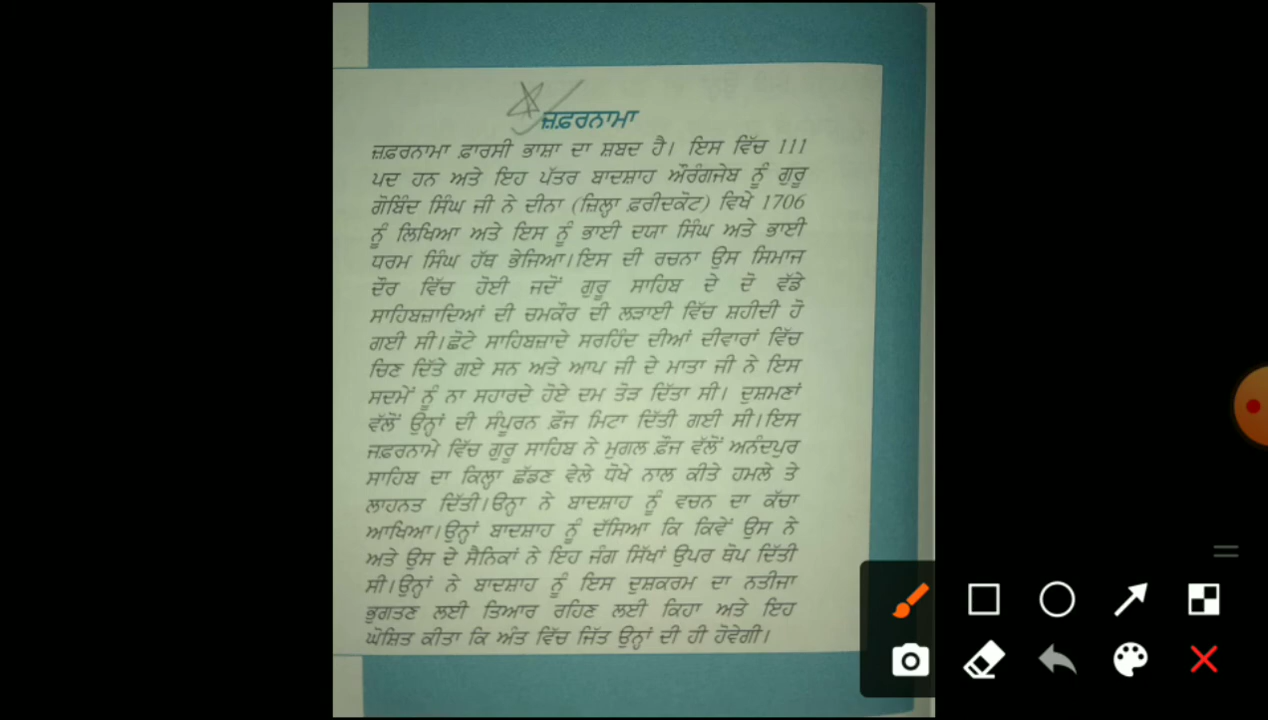 ਜ਼ਫ਼ਰਨਾਮਾ
ਜ਼ਫ਼ਰਨਾਮਾ ਫ਼ਾਰਸੀ ਭਾਸ਼ਾ ਦਾ ਸ਼ਬਦ ਹੈ। ਇਸ ਵਿੱਚ 111
ਪਦ ਹਨ ਅਤੇ ਇਹ ਪੱਤਰ ਬਾਦਸ਼ਾਹ ਔਰੰਗਜੇਬ ਨੂੰ ਗੁਰੂ
ਗੋਬਿੰਦ ਸਿੰਘ ਜੀ ਨੇ ਦੀਨਾ (ਜ਼ਿਲ੍ਹਾ ਫ਼ਰੀਦਕੋਟ) ਵਿਖੇ 1706
ਨੂੰ ਲਿਖਿਆ ਅਤੇ ਇਸ ਨੂੰ ਭਾਈ ਦਯਾ ਸਿੰਘ ਅਤੇ ਭਾਈ
ਧਰਮ ਸਿੰਘ ਹੱਥ ਭੇਜਿਆ। ਇਸ ਦੀ ਰਚਨਾ ਉਸ ਸਿਮਾਜ
ਦੌਰ ਵਿੱਚ ਹੋਈ ਜਦੋਂ ਗੁਰੂ ਸਾਹਿਬ ਦੇ ਦੋ ਵੱਡੇ
ਸਾਹਿਬਜ਼ਾਦਿਆਂ ਦੀ ਚਮਕੌਰ ਦੀ ਲੜਾਈ ਵਿੱਚ ਸ਼ਹੀਦੀ ਹੋ
ਗਈ ਸੀ। ਛੋਟੇ ਸਾਹਿਬਜ਼ਾਦੇ ਸਰਹਿੰਦ ਦੀਆਂ ਦੀਵਾਰਾਂ ਵਿੱਚ
ਚਿਣ ਦਿੱਤੇ ਗਏ ਸਨ ਅਤੇ ਆਪ ਜੀ ਦੇ ਮਾਤਾ ਜੀ ਨੇ ਇਸ
ਸਦਮੇਂ ਨੂੰ ਨਾ ਸਹਾਰਦੇ ਹੋਏ ਦਮ ਤੋੜ ਦਿੱਤਾ ਸੀ। ਦੁਸ਼ਮਣਾਂ
ਵੱਲੋਂ ਉਨ੍ਹਾਂ ਦੀ ਸੰਪੂਰਨ ਫ਼ੌਜ ਮਿਟਾ ਦਿੱਤੀ ਗਈ ਸੀ। ਇਸ
ਜਫ਼ਰਨਾਮੇ ਵਿੱਚ ਗੁਰੂ ਸਾਹਿਬ ਨੇ ਮੁਗਲ ਫ਼ੌਜ ਵੱਲੋਂ ਅਨੰਦਪੁਰ
ਸਾਹਿਬ ਦਾ ਕਿਲ੍ਹਾ ਛੱਡਣ ਵੇਲੇ ਧੋਖੇ ਨਾਲ ਕੀਤੇ ਹਮਲੇ ਤੇ
ਲਾਹਨਤ ਦਿੱਤੀ। ਓਨ੍ਹਾ ਨੇ ਬਾਦਸ਼ਾਹ ਨੂੰ ਵਚਨ ਦਾ ਕੱਚਾ
ਆਖਿਆ। ਉਨ੍ਹਾਂ ਬਾਦਸ਼ਾਹ ਨੂੰ ਦੱਸਿਆ ਕਿ ਕਿਵੇਂ ਉਸ ਨੇ
ਅਤੇ ਉਸ ਦੇ ਸੈਨਿਕਾਂ ਨੇ ਇਹ ਜੰਗ ਸਿੱਖਾਂ ਉਪਰ ਥੋਪ ਦਿੱਤੀ
ਸੀ। ਉਨ੍ਹਾਂ ਨੇ ਬਾਦਸ਼ਾਹ ਨੂੰ ਇਸ ਦੁਸ਼ਕਰਮ ਦਾ ਨਤੀਜਾ
ਭੁਗਤਣ ਲਈ ਤਿਆਰ ਰਹਿਣ ਲਈ ਕਿਹਾ ਅਤੇ ਇਹ
ਘੋਸ਼ਿਤ ਕੀਤਾ ਕਿ ਅੰਤ ਵਿੱਚ ਜਿੱਤ ਉਨ੍ਹਾਂ ਦੀ ਹੀ ਹੋਵੇਗੀ।